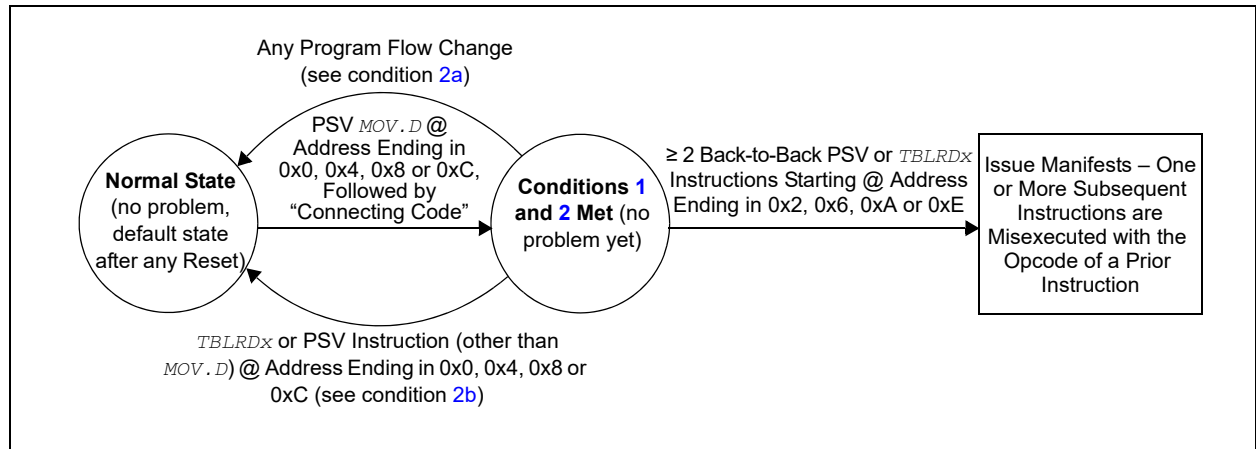 Any Program Flow Change
(see condition 2a)
PSV MOV.D @
Address Ending in
0x0, 0x4, 0x8 or 0xC,
Followed by
“Connecting Code”
Normal State
(no problem,
default state
after any Reset)
Conditions 1
and 2 Met (no
problem yet)
≥ 2 Back-to-Back PSV or TBLRDx
Instructions Starting @ Address
Ending in 0x2, 0x6, 0xA or 0xE
Issue Manifests – One
or More Subsequent
Instructions are
Misexecuted with the
Opcode of a Prior
Instruction
TBLRDx or PSV Instruction (other than
MOV.D) @ Address Ending in 0x0, 0x4, 0x8 or
0xC (see condition 2b)